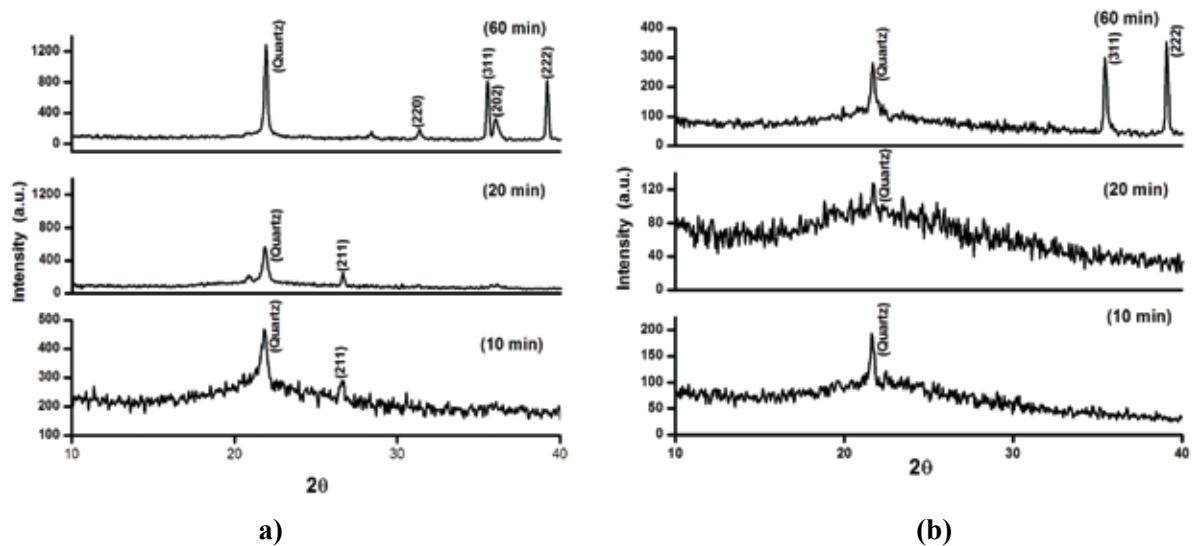 (60 min)
1200
800
400
0
(Quartz)
(220)
(311)
(202)
(222)
(20 min)
1200
800
400
0
(Quartz)
(211)
(10 min)
500
400
300
200
100
(Quartz)
(211)
10
20
30
40
Intensity (a.u.)
2θ
a)
(60 min)
400
300
200
100
0
(Quartz)
(311)
(222)
(20 min)
120
80
40
0
(Quartz)
(10 min)
200
150
100
50
0
(Quartz)
10
20
30
40
Intensity (a.u.)
2θ
(b)